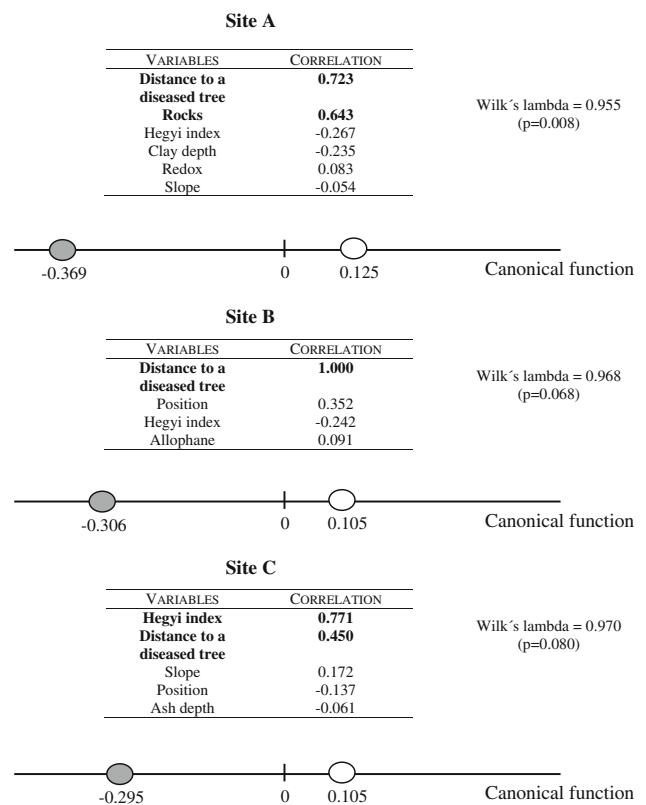 Site A
VARIABLES CORRELATION
Distance to a 0.723
diseased tree
Rocks 0.643
Hegyi index -0.267
Clay depth -0.235
Redox 0.083
Slope -0.054
Wilk´s lambda = 0.955
(p=0.008)
-0.369 0 0.125 Canonical function
Site B
VARIABLES CORRELATION
Distance to a 1.000
diseased tree
Position 0.352
Hegyi index -0.242
Allophane 0.091
Wilk´s lambda = 0.968
(p=0.068)
-0.306 0 0.105 Canonical function
Site C
VARIABLES CORRELATION
Hegyi index 0.771
Distance to a 0.450
diseased tree
Slope 0.172
Position -0.137
Ash depth -0.061
Wilk´s lambda = 0.970
(p=0.080)
-0.295 0 0.105 Canonical function